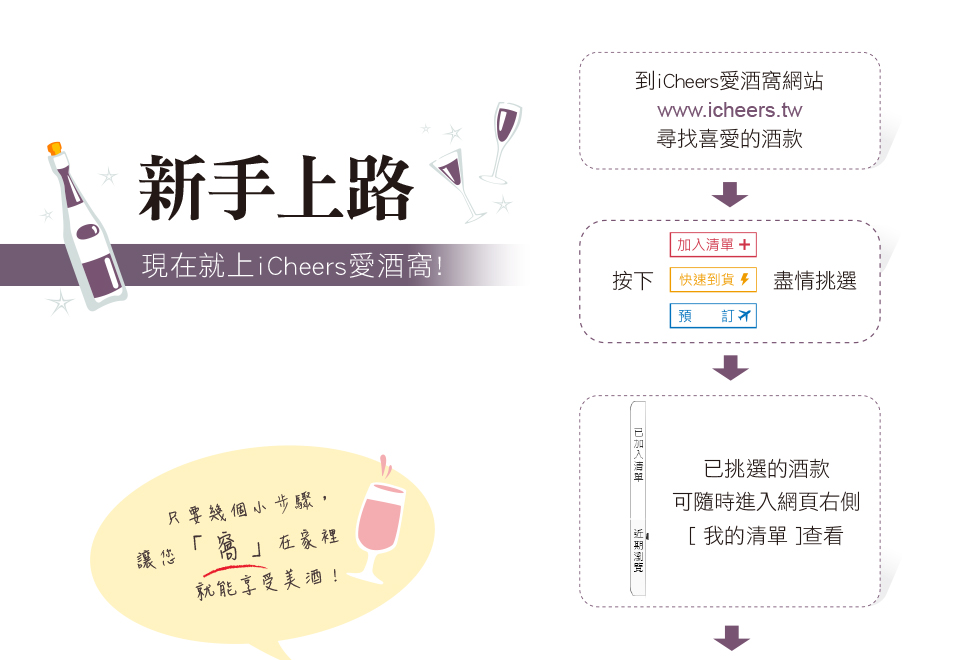 新手上路
現在就上iCheers愛酒窩!
只要幾個小步驟，
讓您「窩」在家裡
就能享受美酒！
到iCheers愛酒窩網站
www.icheers.tw
尋找喜愛的酒款
加入清單
按下 快速到貨 盡情挑選
預 訂
已加入清單
近期瀏覽
已挑選的酒款
可隨時進入網頁右側
[ 我的清單 ]查看